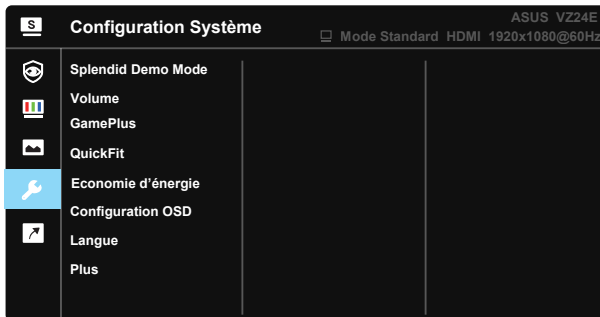 S
Configuration Système
ASUS VZ24E
Mode Standard HDMI 1920x1080@60Hz
Splendid Demo Mode
Volume
GamePlus
QuickFit
Economie d’énergie
Configuration OSD
Langue
Plus